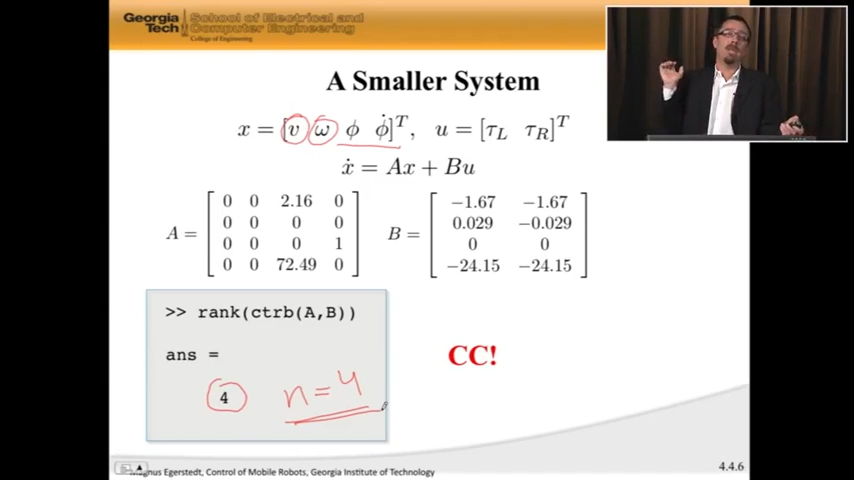 Georgia Tech School of Electrical and Computer Engineering
College of Engineering
A Smaller System
x = [v ω ϕ ϕ̇]ᵀ, u = [τ_L τ_R]ᵀ
ẋ = Ax + Bu
A = [ 0 0 2.16 0
0 0 0 0
0 0 0 1
0 0 72.49 0 ]
B = [ −1.67 −1.67
0.029 −0.029
0 0
−24.15 −24.15 ]
>> rank(ctrb(A,B))
ans =
4 n=4
CC!
Magnus Egerstedt, Control of Mobile Robots, Georgia Institute of Technology
4.4.6